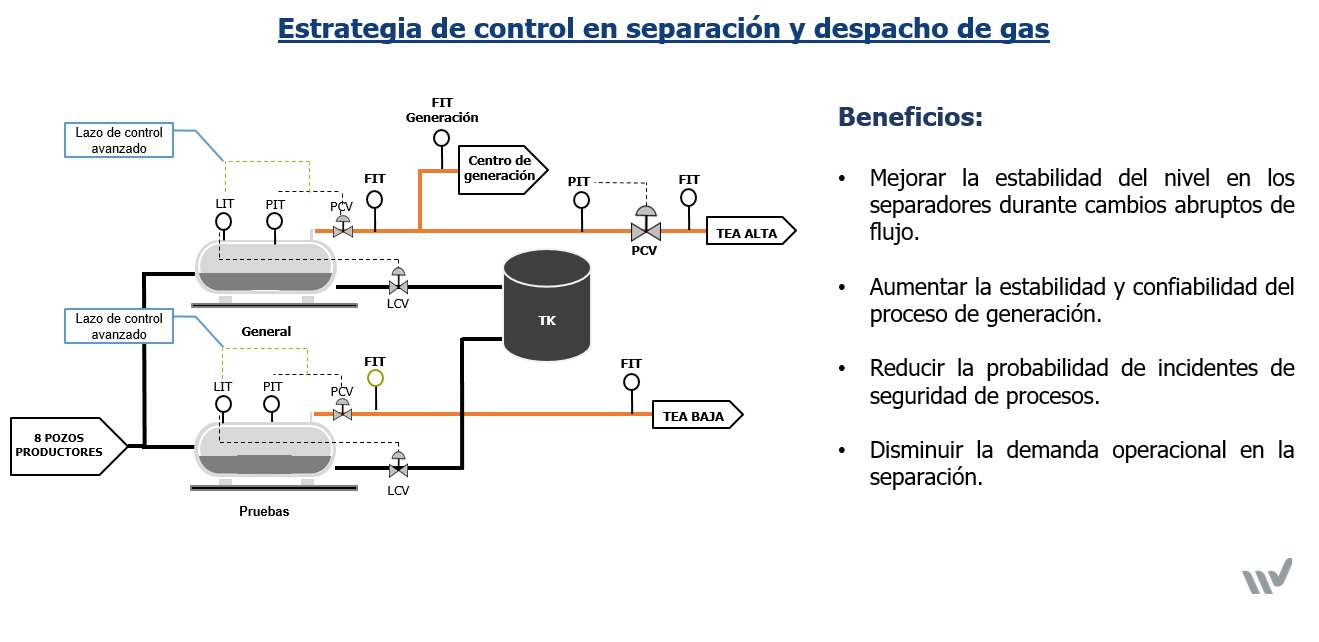 Estrategia de control en separación y despacho de gas
FIT
Generación
Lazo de control
avanzado
Centro de
generación
FIT
PIT
FIT
LIT
PIT
PCV
TEA ALTA
PCV
LCV
TK
Lazo de control
avanzado
General
FIT
FIT
LIT
PIT
PCV
TEA BAJA
8 POZOS
PRODUCTORES
LCV
Pruebas
Beneficios:
• Mejorar la estabilidad del nivel en los
separadores durante cambios abruptos de
flujo.
• Aumentar la estabilidad y confiabilidad del
proceso de generación.
• Reducir la probabilidad de incidentes de
seguridad de procesos.
• Disminuir la demanda operacional en la
separación.